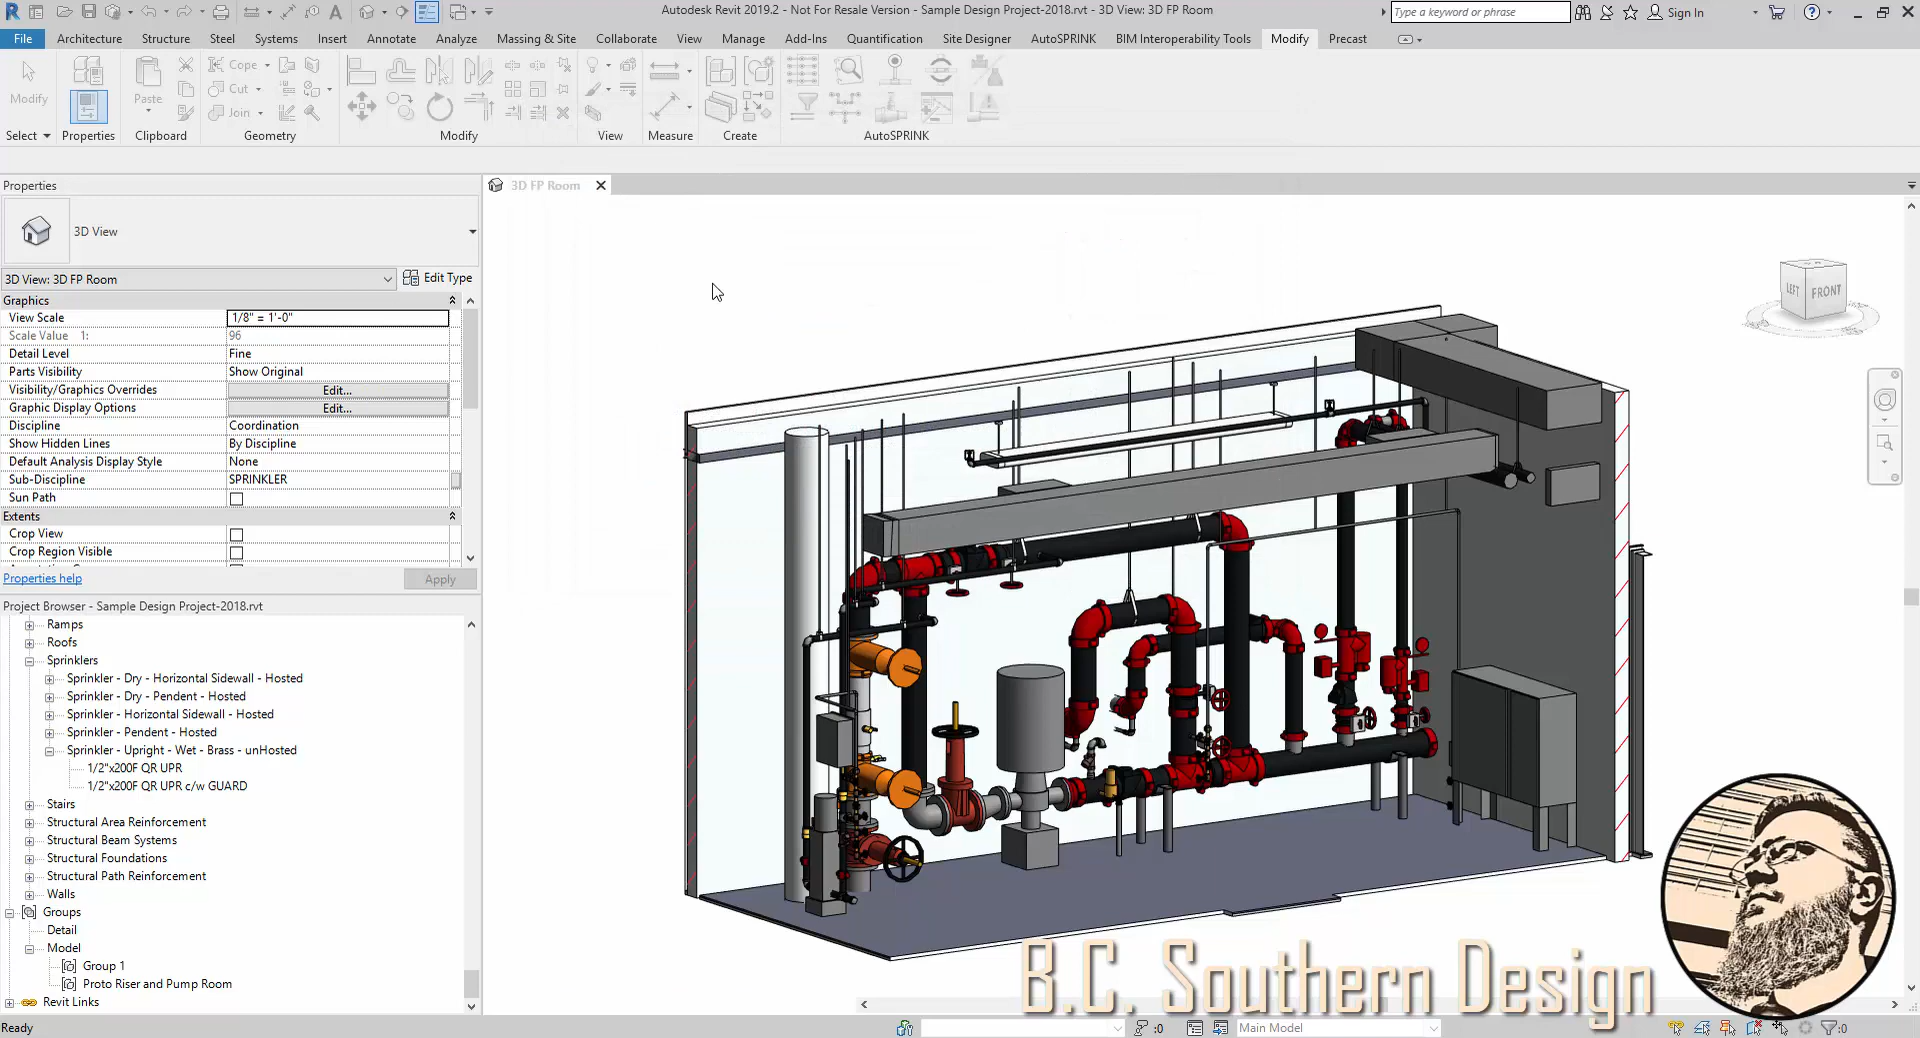 Autodesk Revit 2019.2 - Not For Resale Version - Sample Design Project-2018.rvt - 3D View: 3D FP Room
Type a keyword or phrase
Sign In
File Architecture Structure Steel Systems Insert Annotate Analyze Massing & Site Collaborate View Manage Add-Ins Quantification Site Designer AutoSPRINK BIM Interoperability Tools Modify Precast
Modify
Paste
Cope
Cut
Join
Select Properties Clipboard Geometry Modify View Measure Create AutoSPRINK
Properties
3D FP Room
3D View
3D View: 3D FP Room
Edit Type
Graphics
View Scale 1/8" = 1'-0"
Scale Value 1: 96
Detail Level Fine
Parts Visibility Show Original
Visibility/Graphics Overrides Edit...
Graphic Display Options Edit...
Discipline Coordination
Show Hidden Lines By Discipline
Default Analysis Display Style None
Sub-Discipline SPRINKLER
Sun Path
Extents
Crop View
Crop Region Visible
Properties help
Apply
LEFT FRONT
Project Browser - Sample Design Project-2018.rvt
Ramps
Roofs
Sprinklers
Sprinkler - Dry - Horizontal Sidewall - Hosted
Sprinkler - Dry - Pendent - Hosted
Sprinkler - Horizontal Sidewall - Hosted
Sprinkler - Pendent - Hosted
Sprinkler - Upright - Wet - Brass - unHosted
1/2"x200F QR UPR
1/2"x200F QR UPR c/w GUARD
Stairs
Structural Area Reinforcement
Structural Beam Systems
Structural Foundations
Structural Path Reinforcement
Walls
Groups
Detail
Model
Group 1
Proto Riser and Pump Room
Revit Links
B.C. Southern Design
Ready
:0
Main Model
:0